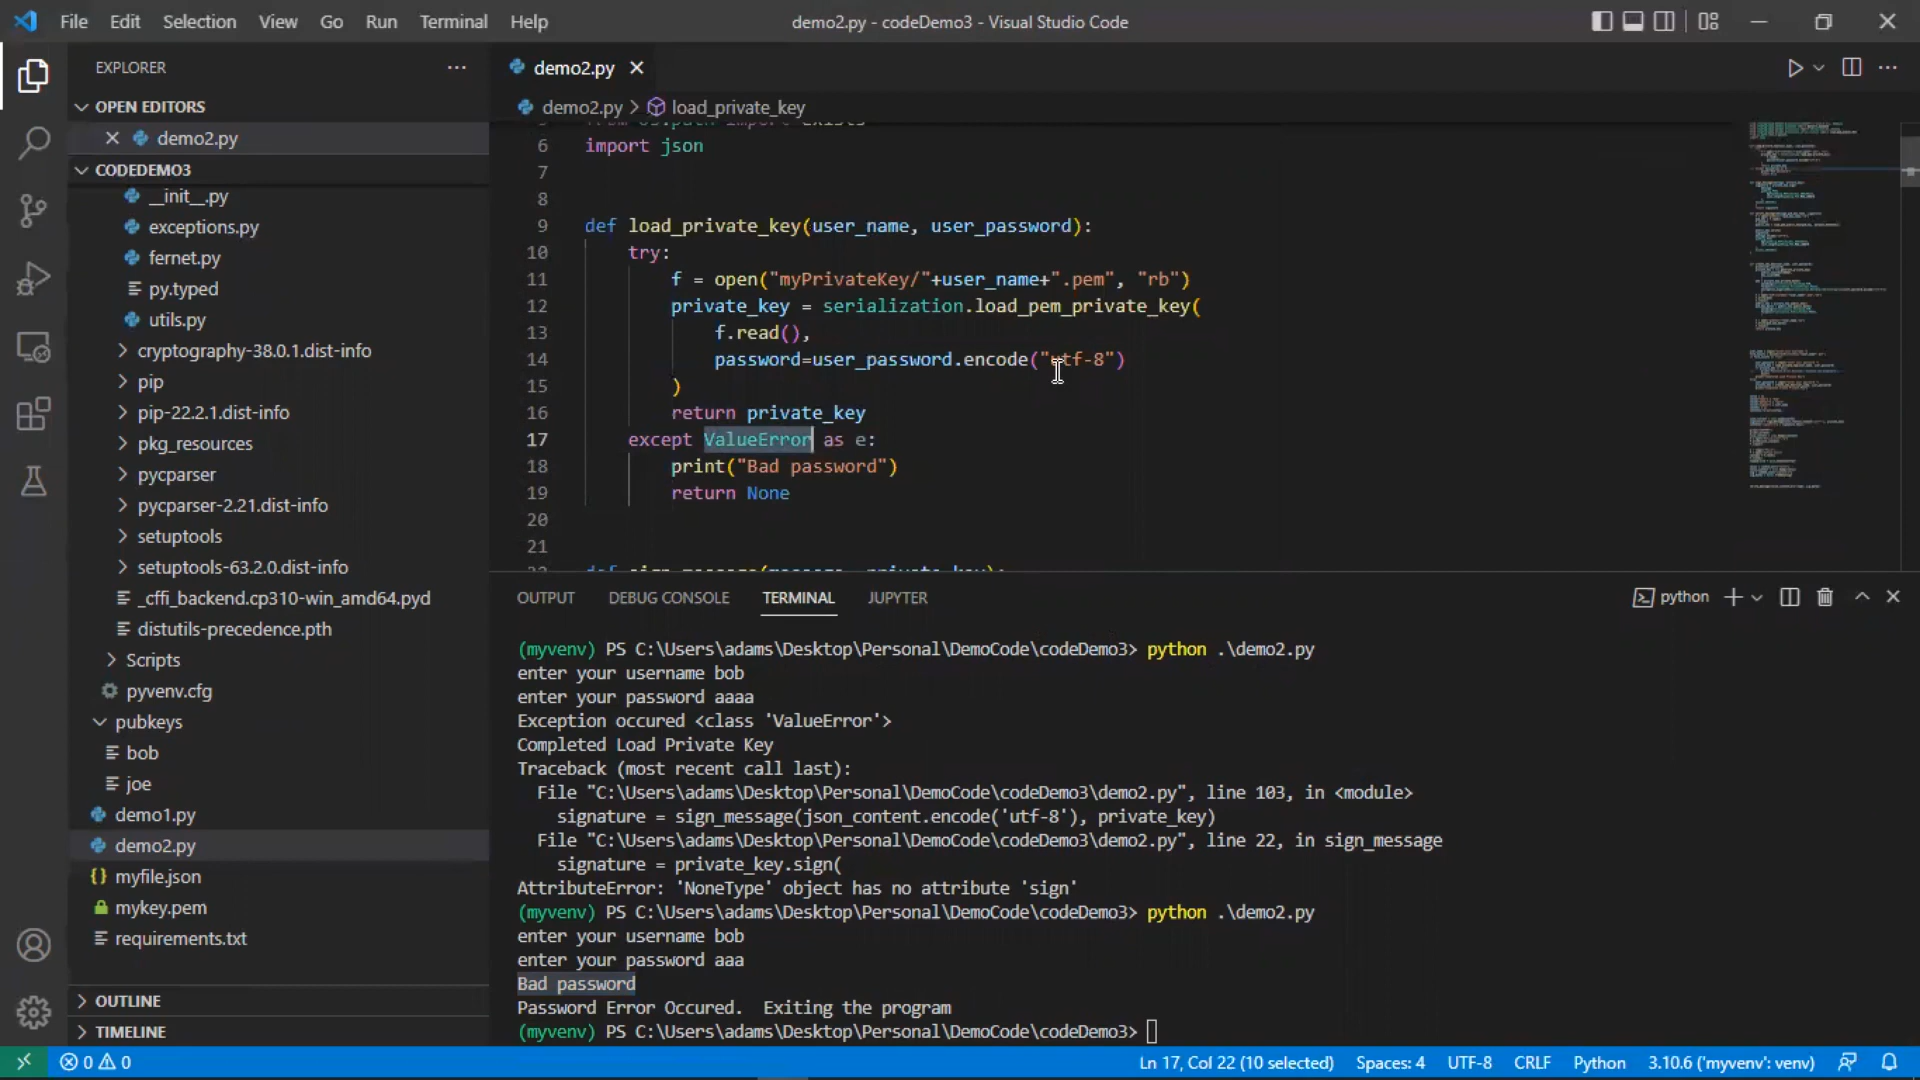 File Edit Selection View Go Run Terminal Help
demo2.py - codeDemo3 - Visual Studio Code
EXPLORER
OPEN EDITORS
demo2.py
CODEDEMO3
__init__.py
exceptions.py
fernet.py
py.typed
utils.py
cryptography-38.0.1.dist-info
pip
pip-22.2.1.dist-info
pkg_resources
pycparser
pycparser-2.21.dist-info
setuptools
setuptools-63.2.0.dist-info
_cffi_backend.cp310-win_amd64.pyd
distutils-precedence.pth
Scripts
pyvenv.cfg
pubkeys
bob
joe
demo1.py
demo2.py
myfile.json
mykey.pem
requirements.txt
OUTLINE
TIMELINE
demo2.py
demo2.py > load_private_key
6 import json
7
8
9 def load_private_key(user_name, user_password):
10 try:
11 f = open("myPrivateKey/"+user_name+".pem", "rb")
12 private_key = serialization.load_pem_private_key(
13 f.read(),
14 password=user_password.encode("utf-8")
15 )
16 return private_key
17 except ValueError as e:
18 print("Bad password")
19 return None
20
21
OUTPUT DEBUG CONSOLE TERMINAL JUPYTER
python
(myvenv) PS C:\Users\adams\Desktop\Personal\DemoCode\codeDemo3> python .\demo2.py
enter your username bob
enter your password aaaa
Exception occured <class 'ValueError'>
Completed Load Private Key
Traceback (most recent call last):
File "C:\Users\adams\Desktop\Personal\DemoCode\codeDemo3\demo2.py", line 103, in <module>
signature = sign_message(json_content.encode('utf-8'), private_key)
File "C:\Users\adams\Desktop\Personal\DemoCode\codeDemo3\demo2.py", line 22, in sign_message
signature = private_key.sign(
AttributeError: 'NoneType' object has no attribute 'sign'
(myvenv) PS C:\Users\adams\Desktop\Personal\DemoCode\codeDemo3> python .\demo2.py
enter your username bob
enter your password aaa
Bad password
Password Error Occured.  Exiting the program
(myvenv) PS C:\Users\adams\Desktop\Personal\DemoCode\codeDemo3>
0 0
Ln 17, Col 22 (10 selected) Spaces: 4 UTF-8 CRLF Python 3.10.6 ('myvenv': venv)